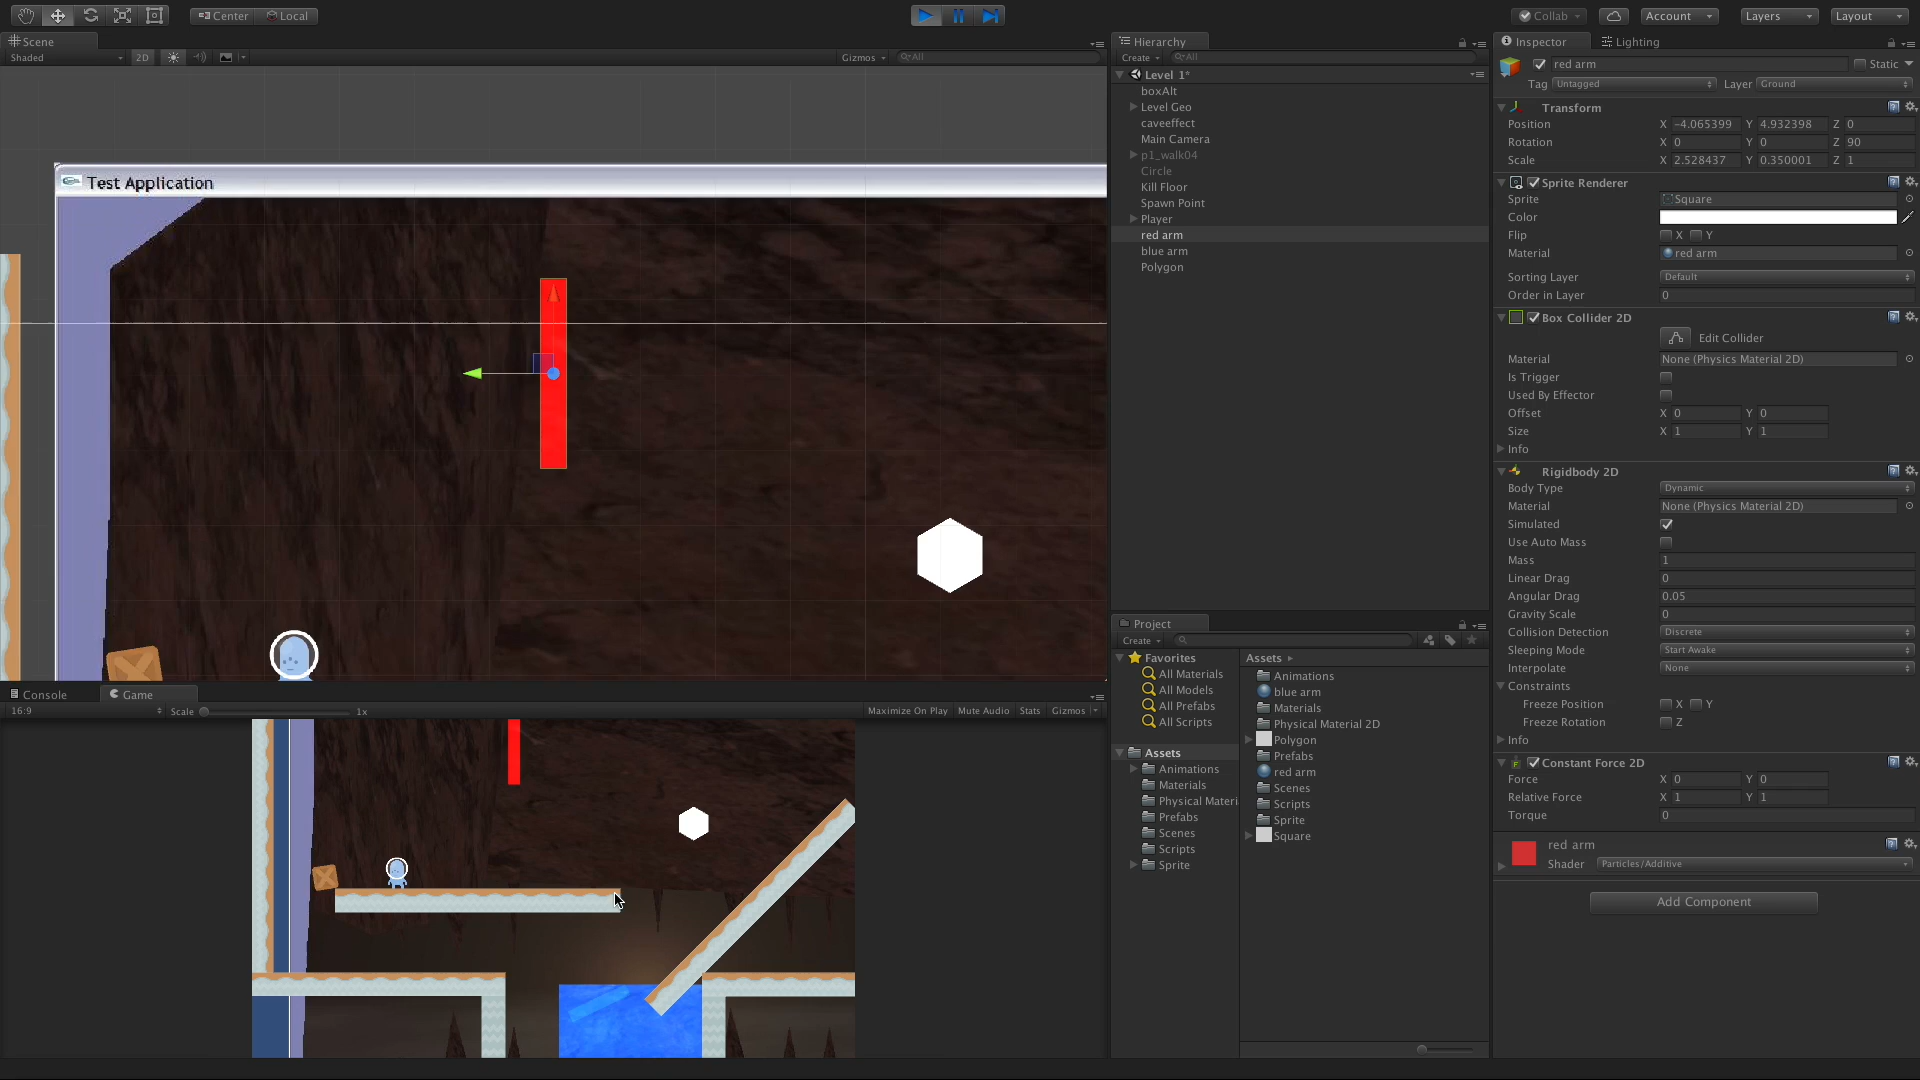 Center Local
Collab Account Layers Layout
Scene
Shaded 2D Gizmos All
Test Application
Hierarchy
Create All
Level 1*
boxAlt
Level Geo
caveeffect
Main Camera
p1_walk04
Circle
Kill Floor
Spawn Point
Player
red arm
blue arm
Polygon
Console Game
16:9 Scale 1x Maximize On Play Mute Audio Stats Gizmos
Project
Create
Favorites
All Materials
All Models
All Prefabs
All Scripts
Assets
Animations
Materials
Physical Materi
Prefabs
Scenes
Scripts
Sprite
Assets
Animations
blue arm
Materials
Physical Material 2D
Polygon
Prefabs
red arm
Scenes
Scripts
Sprite
Square
Inspector Lighting
red arm Static
Tag Untagged Layer Ground
Transform
Position X -4.065399 Y 4.932398 Z 0
Rotation X 0 Y 0 Z 90
Scale X 2.528437 Y 0.350001 Z 1
Sprite Renderer
Sprite Square
Color
Flip X Y
Material red arm
Sorting Layer Default
Order in Layer 0
Box Collider 2D
Edit Collider
Material None (Physics Material 2D)
Is Trigger
Used By Effector
Offset X 0 Y 0
Size X 1 Y 1
Info
Rigidbody 2D
Body Type Dynamic
Material None (Physics Material 2D)
Simulated
Use Auto Mass
Mass 1
Linear Drag 0
Angular Drag 0.05
Gravity Scale 0
Collision Detection Discrete
Sleeping Mode Start Awake
Interpolate None
Constraints
Freeze Position X Y
Freeze Rotation Z
Info
Constant Force 2D
Force X 0 Y 0
Relative Force X 1 Y 1
Torque 0
red arm
Shader Particles/Additive
Add Component